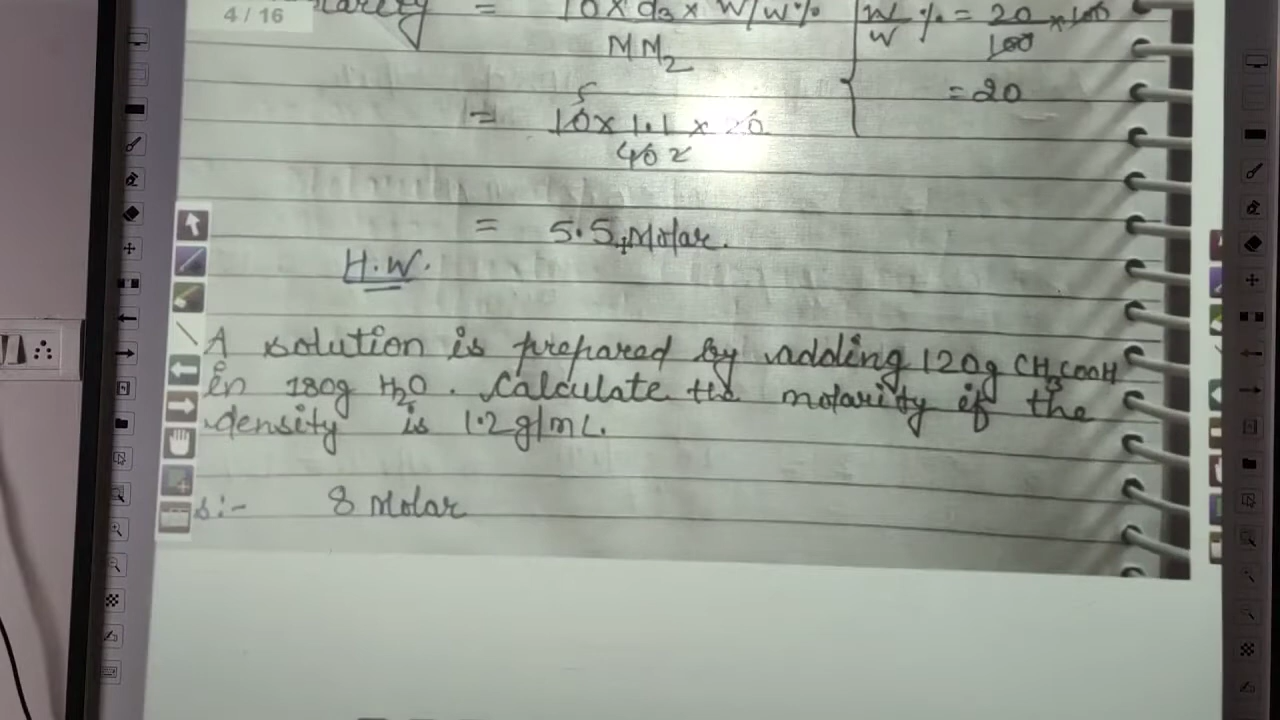 4 / 16
= 10 x d₃ x W/W%
MM₂
W/W % = 20/100 x 100
= 20
5
= 10 x 1.1 x 20
40 2
= 5.5 Molar.
H.W.
A solution is prepared by adding 120g CH₃COOH
in 180g H₂O. Calculate the molarity if the
density is 1.2g/mL.
s:- 8 Molar